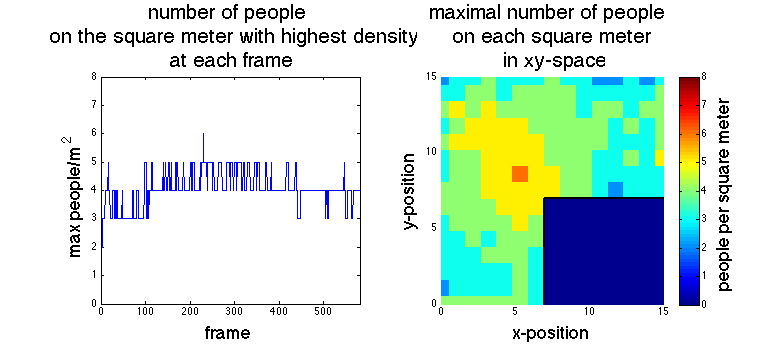 number of people
on the square meter with highest density
at each frame
8
7
6
5
4
3
2
1
0
max people/m²
0 100 200 300 400 500
frame
maximal number of people
on each square meter
in xy-space
15
10
5
0
y-position
0 5 10 15
x-position
8
7
6
5
4
3
2
1
0
people per square meter